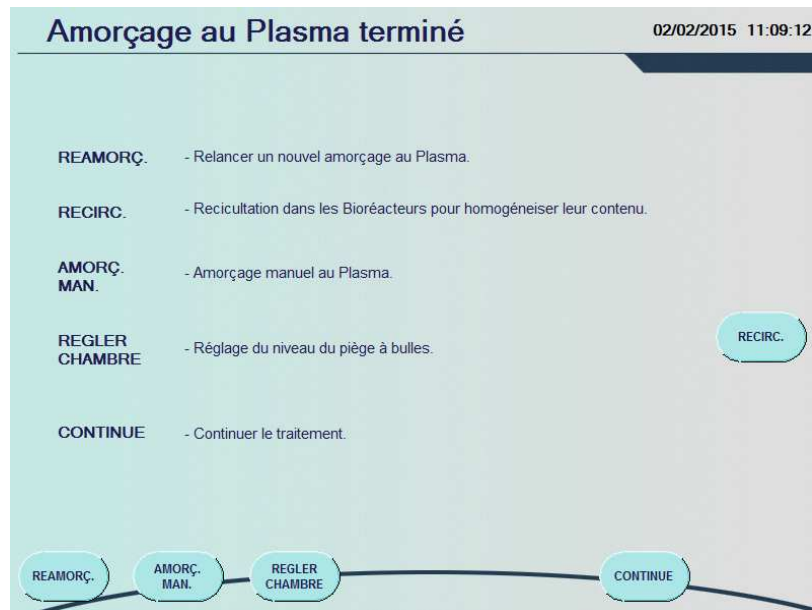 Amorçage au Plasma terminé
02/02/2015 11:09:12
REAMORÇ. - Relancer un nouvel amorçage au Plasma.
RECIRC. - Recicultation dans les Bioréacteurs pour homogéneiser leur contenu.
AMORÇ.
MAN. - Amorçage manuel au Plasma.
REGLER
CHAMBRE - Réglage du niveau du piège à bulles.
RECIRC.
CONTINUE - Continuer le traitement.
REAMORÇ.
AMORÇ.
MAN.
REGLER
CHAMBRE
CONTINUE